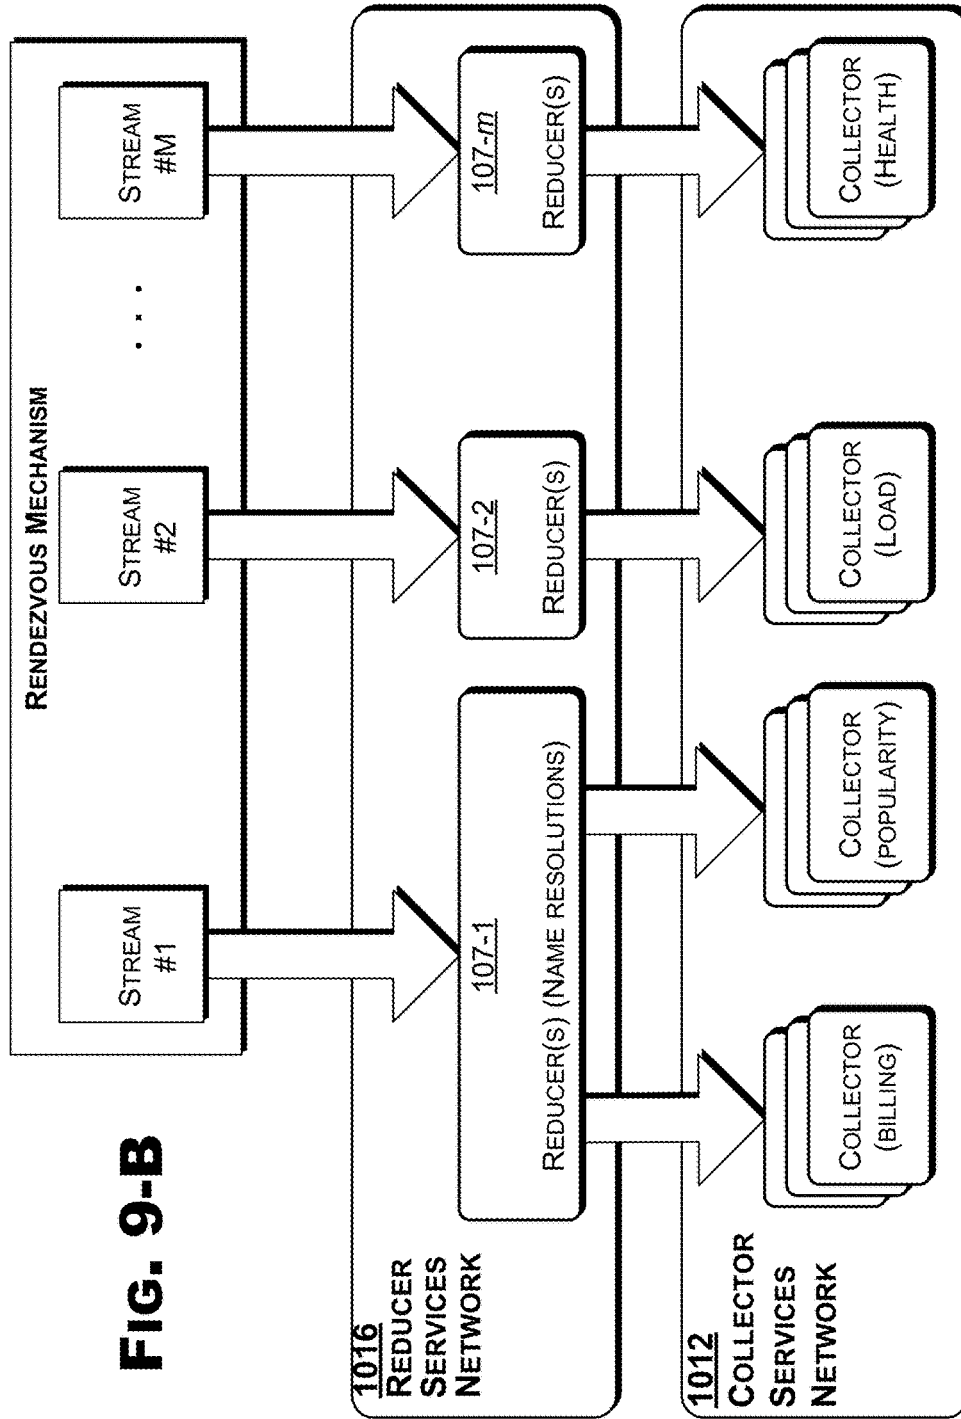 FIG. 9-B
RENDEZVOUS MECHANISM
STREAM
#1
STREAM
#2
. . .
STREAM
#M
1016
REDUCER
SERVICES
NETWORK
107-1
REDUCER(S) (NAME RESOLUTIONS)
107-2
REDUCER(S)
107-m
REDUCER(S)
1012
COLLECTOR
SERVICES
NETWORK
COLLECTOR
(BILLING)
COLLECTOR
(POPULARITY)
COLLECTOR
(LOAD)
COLLECTOR
(HEALTH)